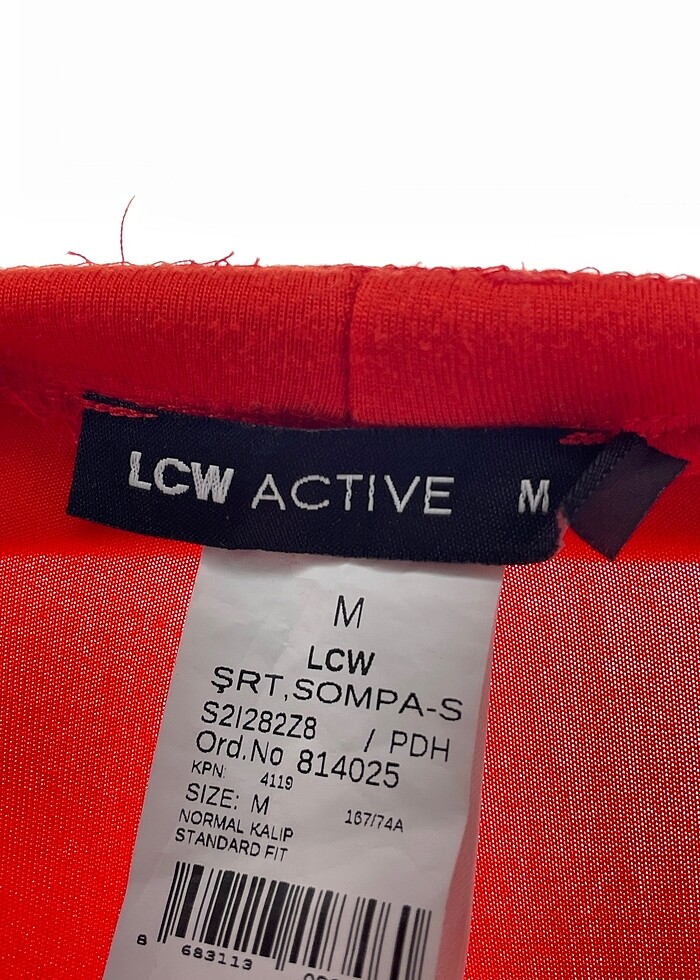 LCW ACTIVE M
M
LCW
ŞRT,SOMPA-S
S2I282Z8 / PDH
Ord.No 814025
KPN: 4119
SIZE: M 167/74A
NORMAL KALIP
STANDARD FIT
8 683113